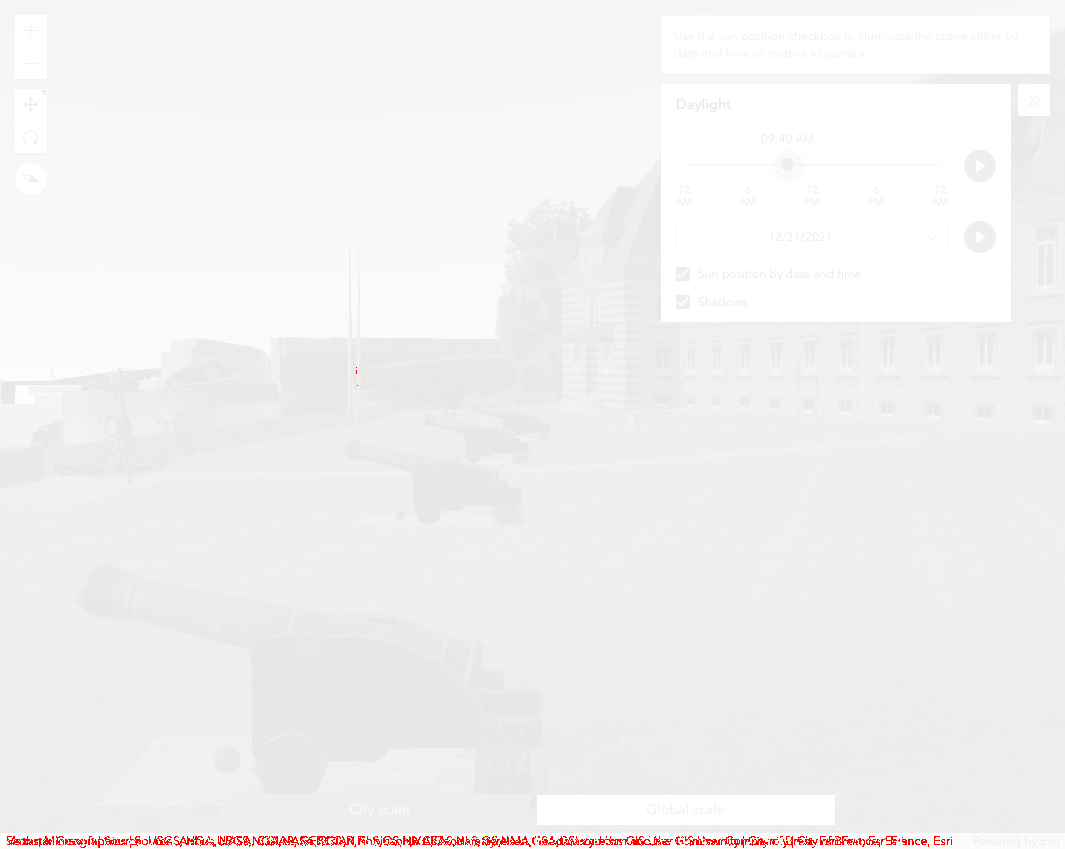 Use the sun position checkbox to illuminate the scene either by
date and time or relative to camera.
Daylight
09:40 AM
12 AM 6 AM 12 PM 6 PM 12 AM
12/21/2021
Sun position by date and time
Shadows
City scale Global scale
Powered by Esri